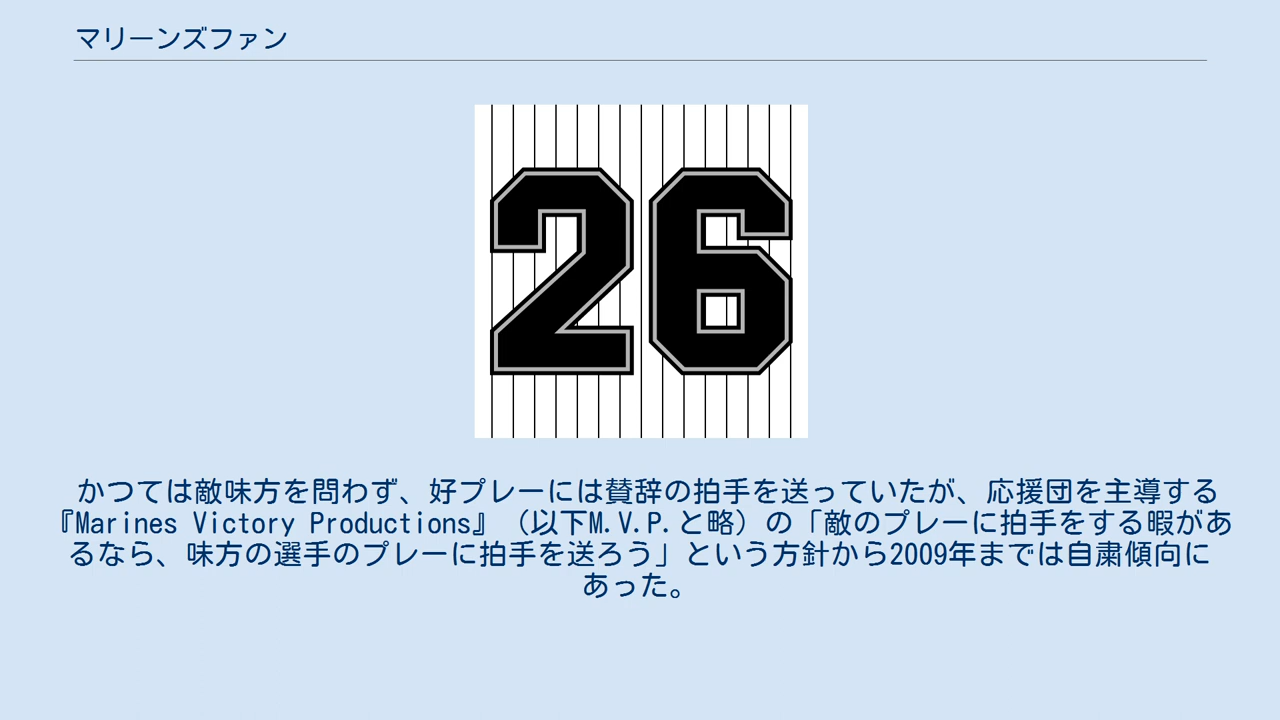 マリーンズファン
26
かつては敵味方を問わず、好プレーには賛辞の拍手を送っていたが、応援団を主導する
『Marines Victory Productions』（以下M.V.P.と略）の「敵のプレーに拍手をする暇があ
るなら、味方の選手のプレーに拍手を送ろう」という方針から2009年までは自粛傾向に
あった。